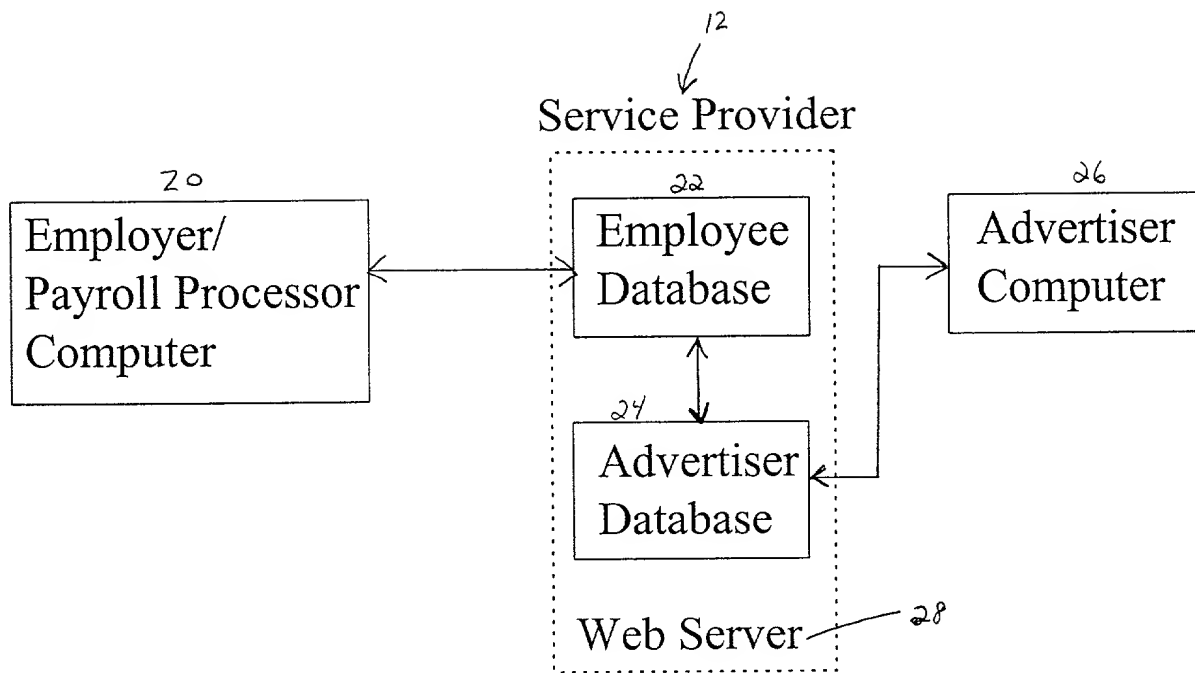 12
Service Provider
20
Employer/
Payroll Processor
Computer
22
Employee
Database
26
Advertiser
Computer
24
Advertiser
Database
Web Server
28